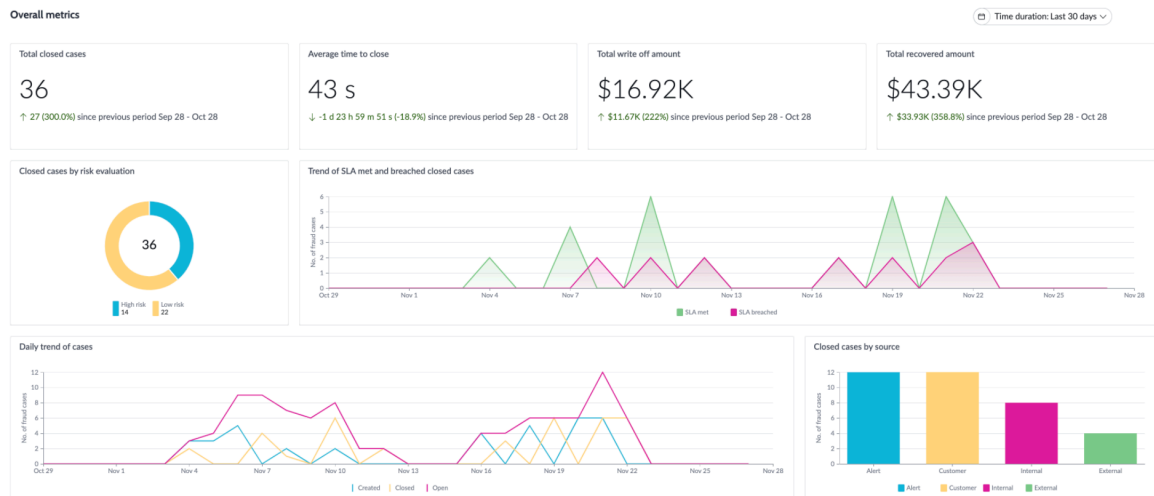 Overall metrics
Time duration: Last 30 days
Total closed cases
36
↑ 27 (300.0%) since previous period Sep 28 - Oct 28
Average time to close
43 s
↓ -1 d 23 h 59 m 51 s (-18.9%) since previous period Sep 28 - Oct 28
Total write off amount
$16.92K
↑ $11.67K (222%) since previous period Sep 28 - Oct 28
Total recovered amount
$43.39K
↑ $33.93K (358.8%) since previous period Sep 28 - Oct 28
Closed cases by risk evaluation
36
High risk Low risk
14 22
Trend of SLA met and breached closed cases
No. of fraud cases
6
5
4
3
2
1
0
Oct 29 Nov 1 Nov 4 Nov 7 Nov 10 Nov 13 Nov 16 Nov 19 Nov 22 Nov 25 Nov 28
SLA met SLA breached
Daily trend of cases
No. of fraud cases
12
10
8
6
4
2
0
Oct 29 Nov 1 Nov 4 Nov 7 Nov 10 Nov 13 Nov 16 Nov 19 Nov 22 Nov 25 Nov 28
Created Closed Open
Closed cases by source
No. of fraud cases
12
10
8
6
4
2
0
Alert Customer Internal External
Alert Customer Internal External